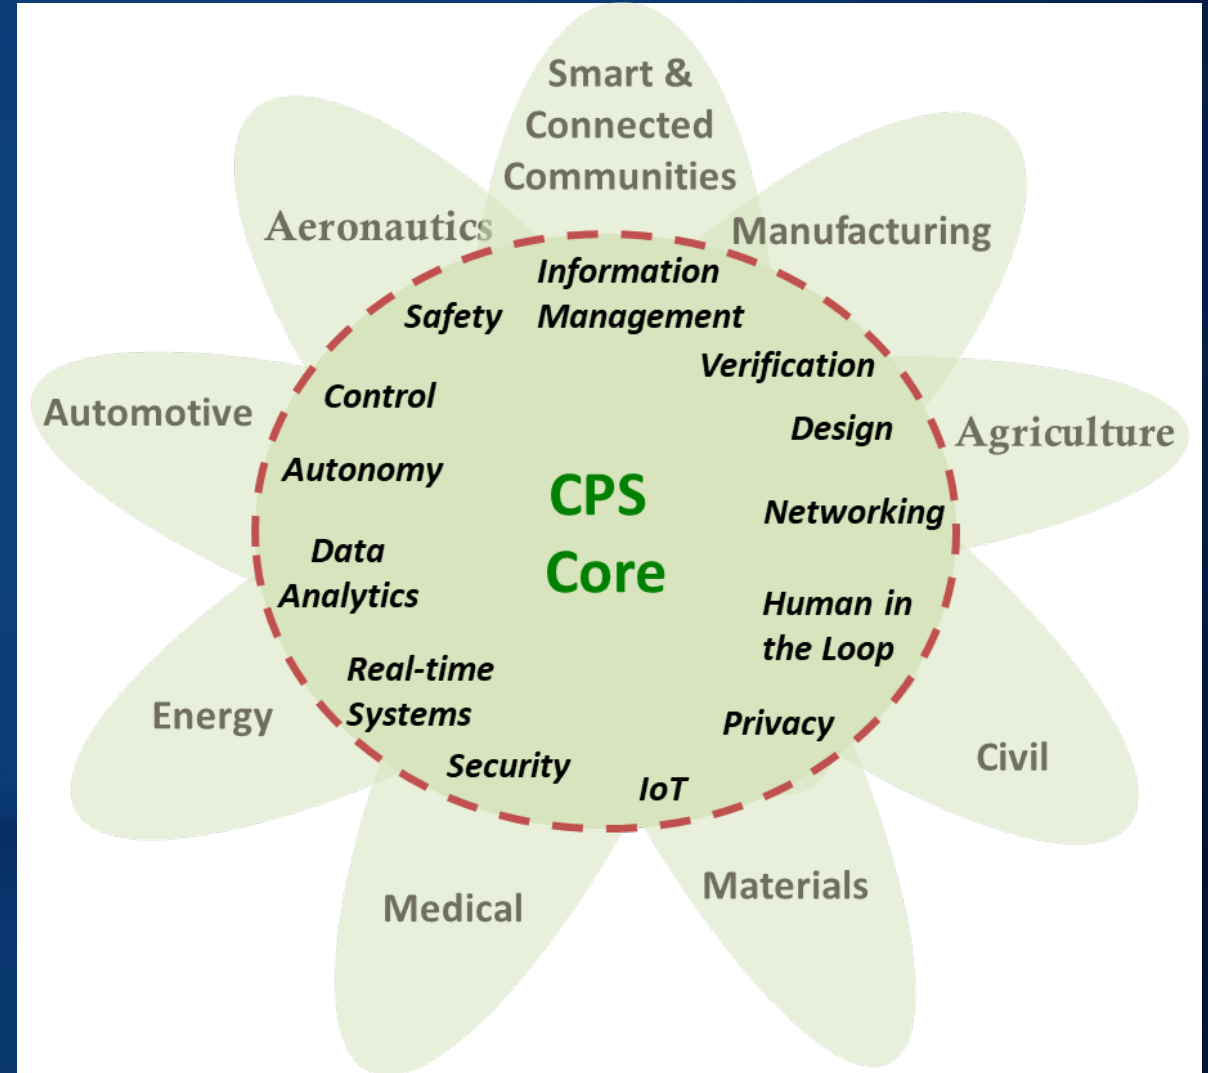 Smart &
Connected
Communities
Aeronautics
Manufacturing
Information
Management
Safety
Verification
Control
Automotive
Design
Agriculture
Autonomy
CPS
Core
Networking
Data
Analytics
Human in
the Loop
Real-time
Systems
Energy
Privacy
Civil
Security
IoT
Medical
Materials